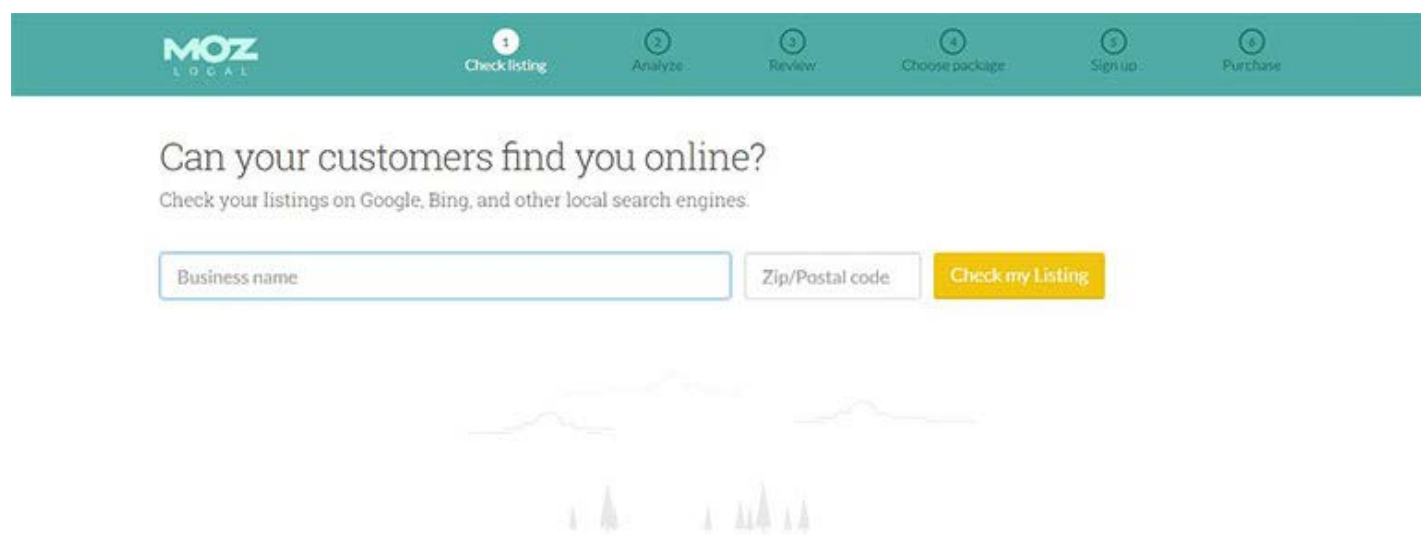 MOZ
LOCAL
1 2 3 4 5 6
Check listing Analyze Review Choose package Sign up Purchase
Can your customers find you online?
Check your listings on Google, Bing, and other local search engines.
Business name Zip/Postal code Check my Listing